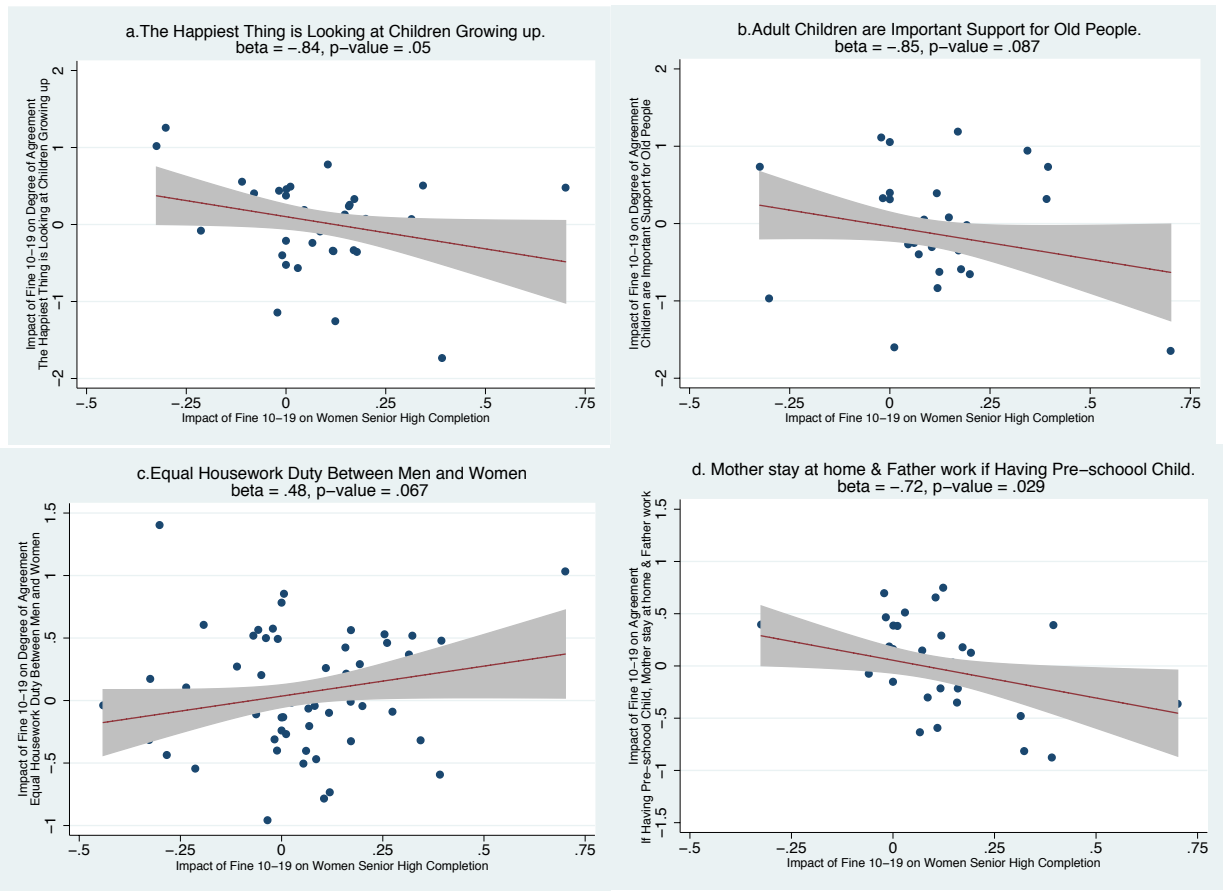 a.The Happiest Thing is Looking at Children Growing up.
beta = −.84, p−value = .05
Impact of Fine 10−19 on Degree of Agreement
The Happiest Thing is Looking at Children Growing up
2
1
0
−1
−2
−.5
−.25
0
.25
.5
.75
Impact of Fine 10−19 on Women Senior High Completion
b.Adult Children are Important Support for Old People.
beta = −.85, p−value = .087
Impact of Fine 10−19 on Degree of Agreement
Children are Important Support for Old People
2
1
0
−1
−2
−.5
−.25
0
.25
.5
.75
Impact of Fine 10−19 on Women Senior High Completion
c.Equal Housework Duty Between Men and Women
beta = .48, p−value = .067
Impact of Fine 10−19 on Degree of Agreement
Equal Housework Duty Between Men and Women
1.5
1
.5
0
−.5
−1
−.5
−.25
0
.25
.5
.75
Impact of Fine 10−19 on Women Senior High Completion
d. Mother stay at home & Father work if Having Pre−schoool Child.
beta = −.72, p−value = .029
Impact of Fine 10−19 on Agreement
If Having Pre−schoool Child, Mother stay at home & Father work
1.5
1
.5
0
−.5
−1
−1.5
−.5
−.25
0
.25
.5
.75
Impact of Fine 10−19 on Women Senior High Completion